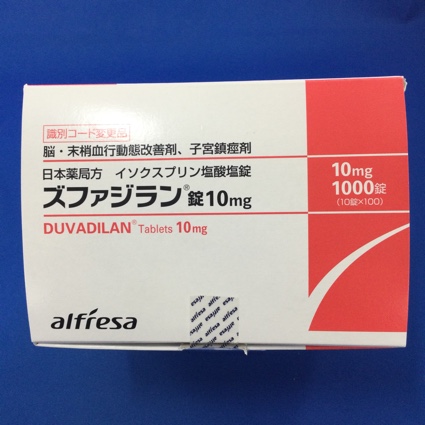 識別コード変更品
脳・末梢血行動態改善剤、子宮鎮痙剤
日本薬局方 イソクスプリン塩酸塩錠
ズファジラン®錠10mg
DUVADILAN® Tablets 10mg
10mg
1000錠
(10錠×100)
alfresa
alfresa